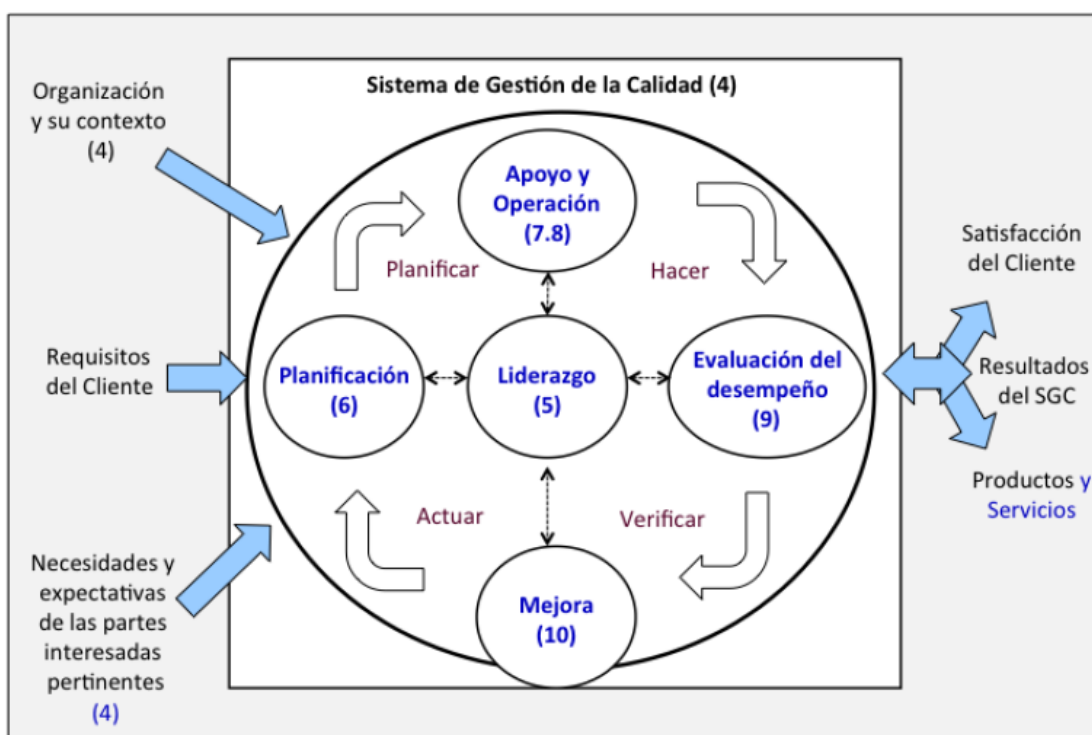 Sistema de Gestión de la Calidad (4)
Organización
y su contexto
(4)
Requisitos
del Cliente
Necesidades y
expectativas
de las partes
interesadas
pertinentes
(4)
Apoyo y
Operación
(7.8)
Planificar
Hacer
Planificación
(6)
Liderazgo
(5)
Evaluación del
desempeño
(9)
Actuar
Verificar
Mejora
(10)
Satisfacción
del Cliente
Resultados
del SGC
Productos y
Servicios